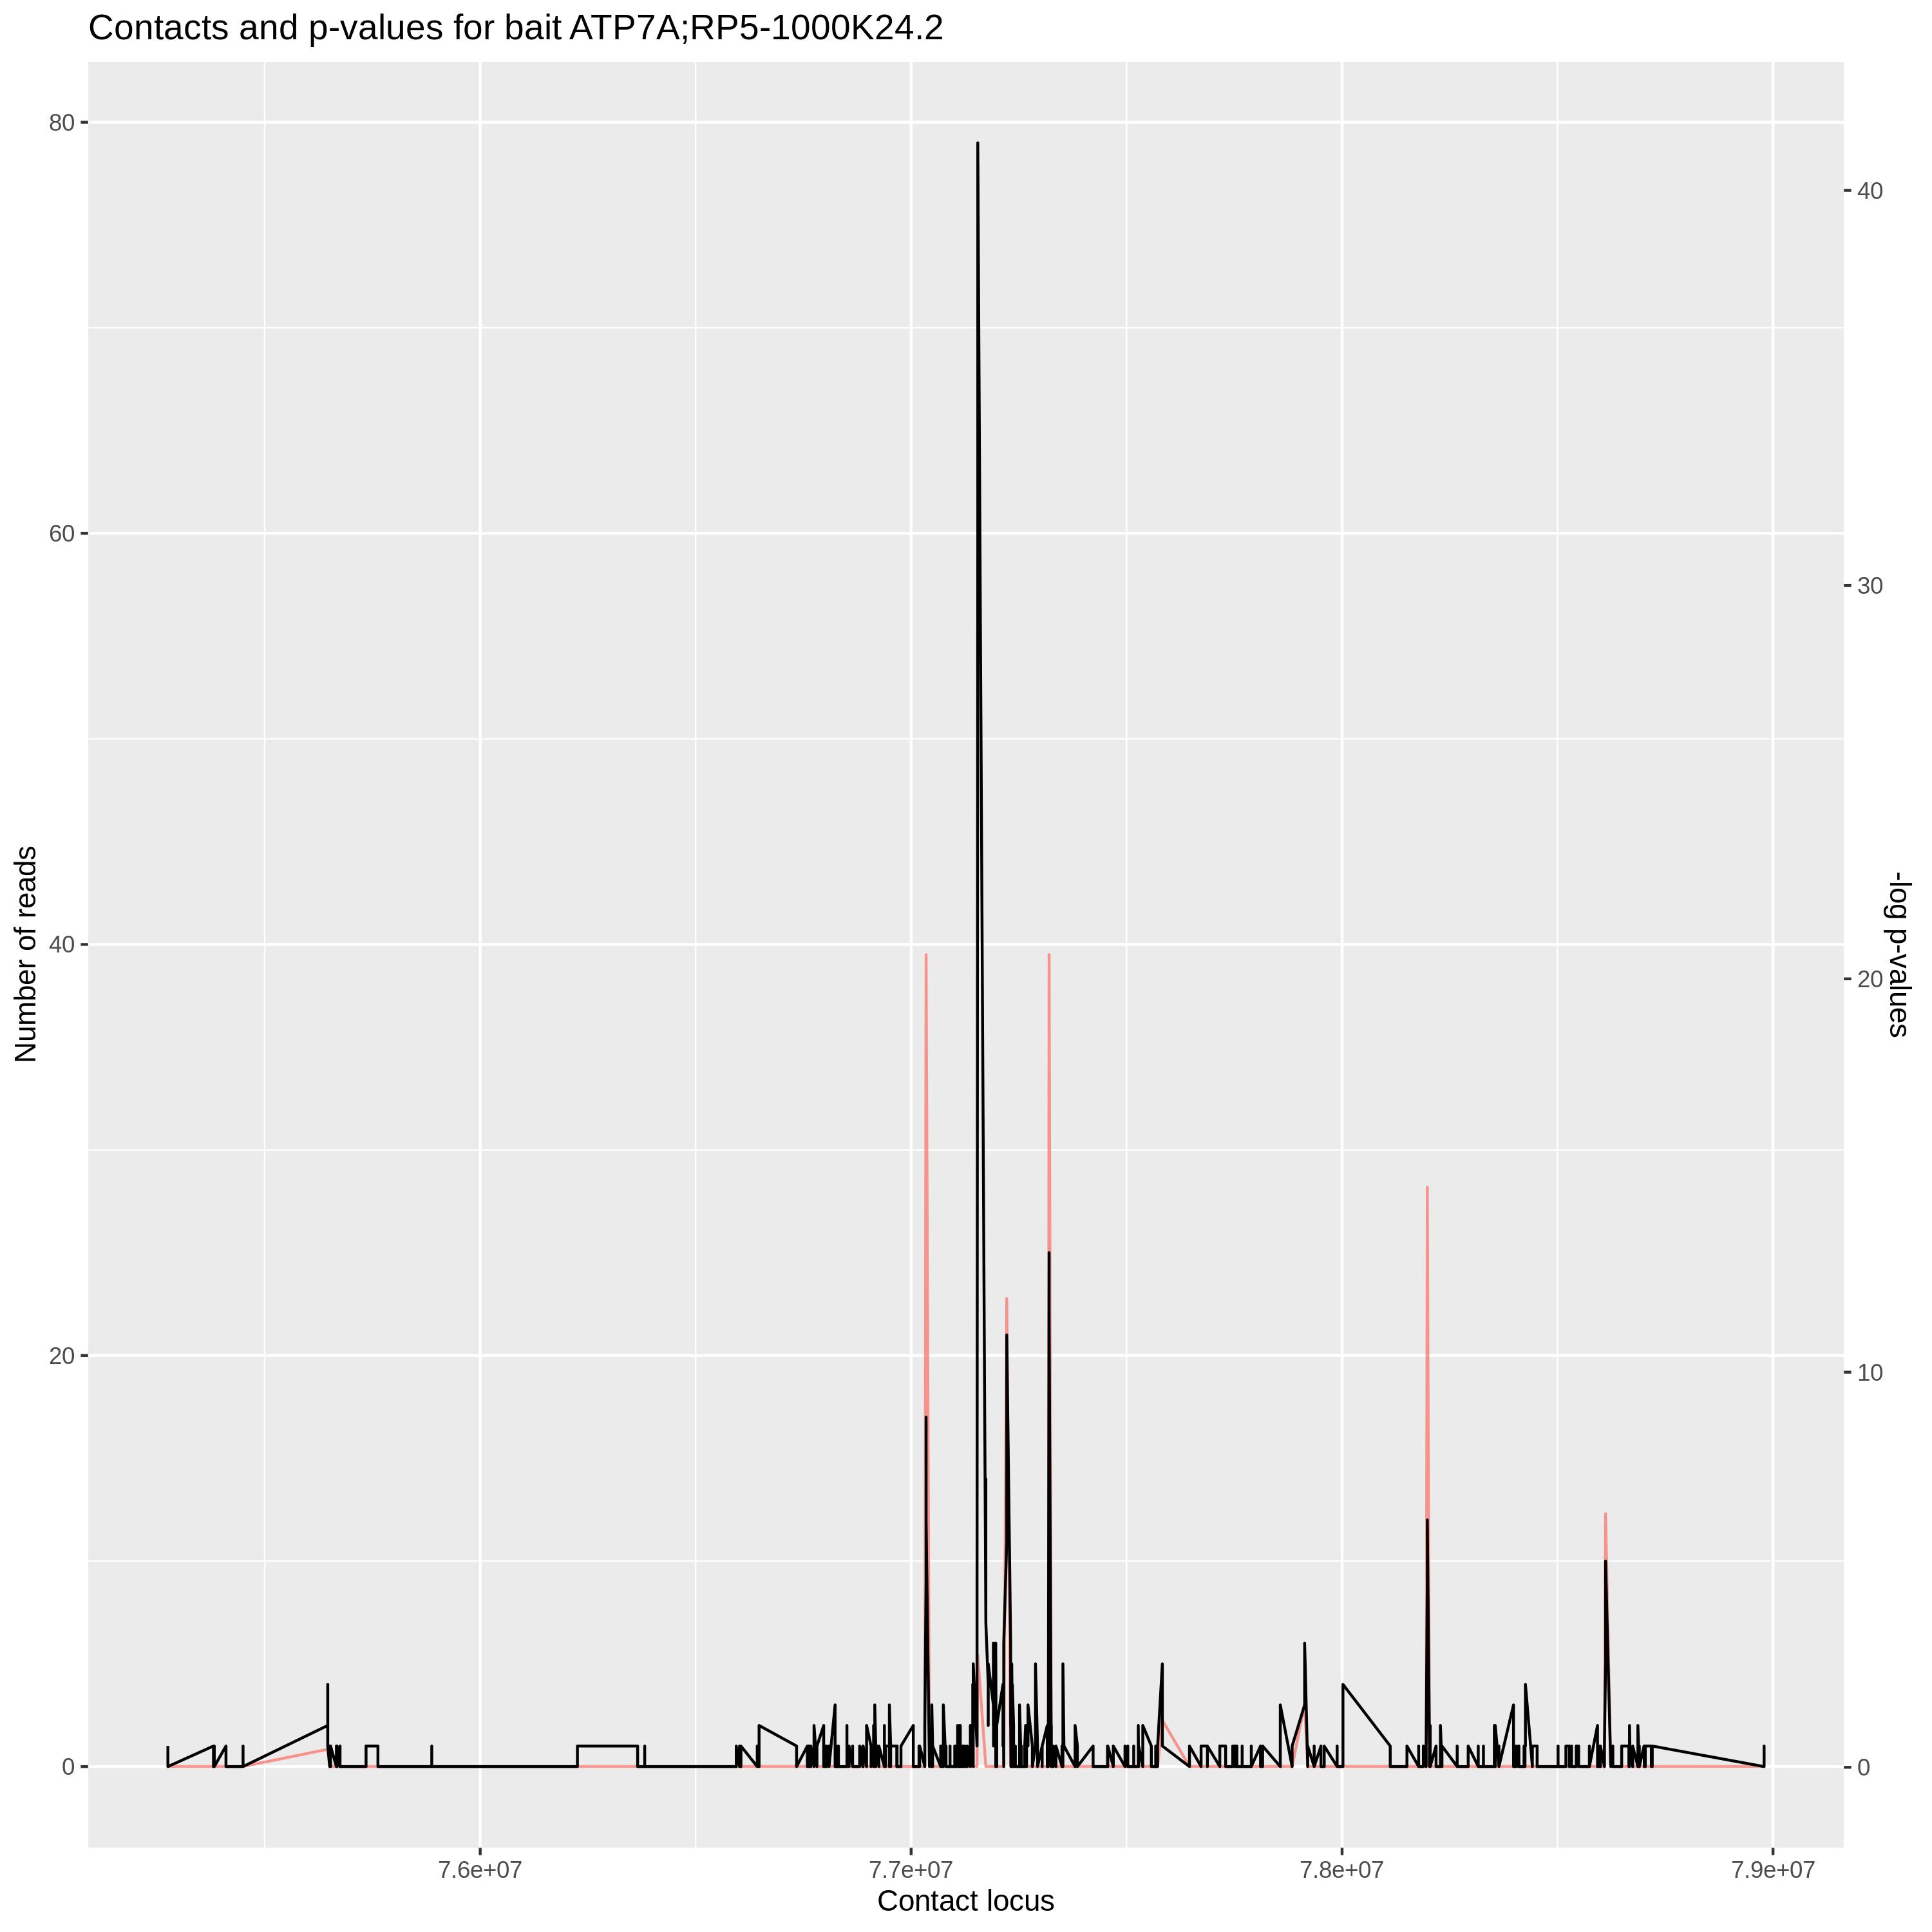 Contacts and p-values for bait ATP7A;RP5-1000K24.2
80
60
40
20
0
Number of reads
40
30
20
10
0
-log p-values
7.6e+07
7.7e+07
7.8e+07
7.9e+07
Contact locus